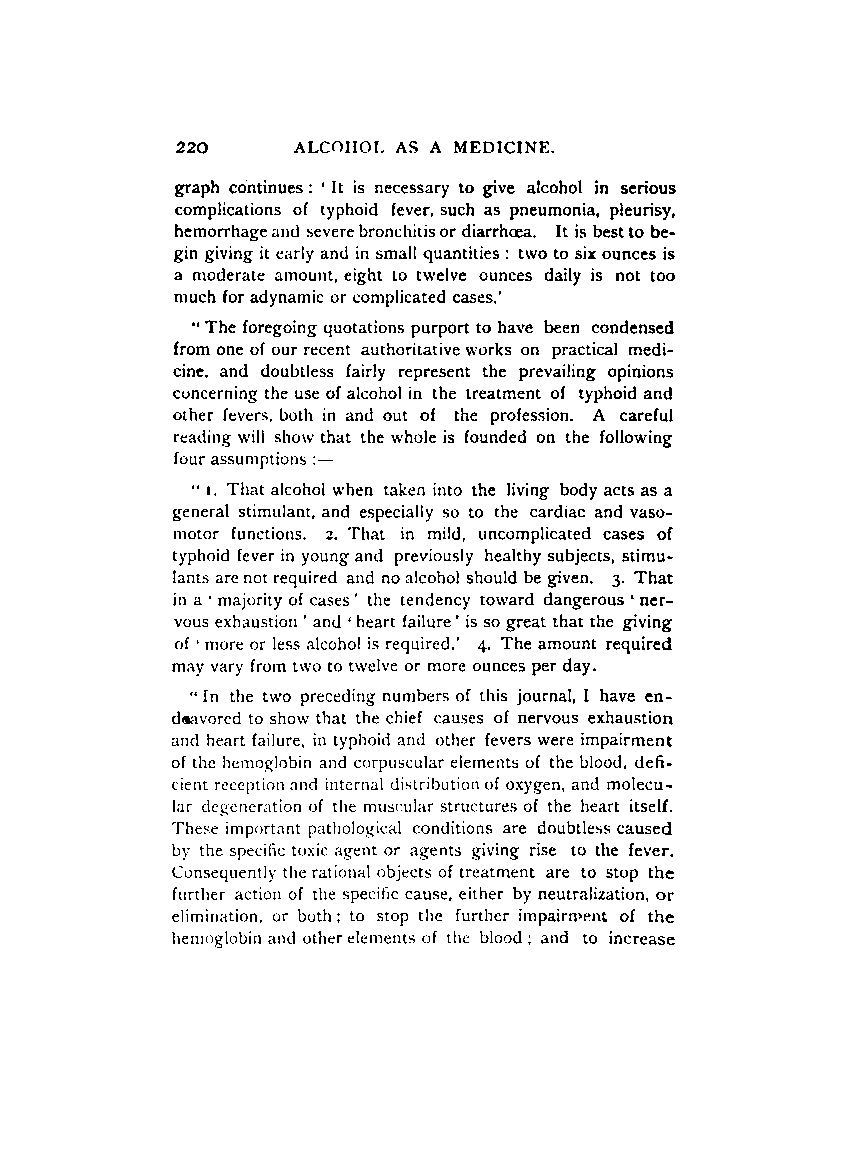 220 ALCOHOL AS A MEDICINE.
graph continues : ' It is necessary to give alcohol in serious
complications of typhoid fever, such as pneumonia, pleurisy,
hemorrhage and severe bronchitis or diarrhœa. It is best to be-
gin giving it early and in small quantities : two to six ounces is
a moderate amount, eight to twelve ounces daily is not too
much for adynamic or complicated cases.'
" The foregoing quotations purport to have been condensed
from one of our recent authoritative works on practical medi-
cine, and doubtless fairly represent the prevailing opinions
concerning the use of alcohol in the treatment of typhoid and
other fevers, both in and out of the profession. A careful
reading will show that the whole is founded on the following
four assumptions :—
" 1. That alcohol when taken into the living body acts as a
general stimulant, and especially so to the cardiac and vaso-
motor functions. 2. That in mild, uncomplicated cases of
typhoid fever in young and previously healthy subjects, stimu-
lants are not required and no alcohol should be given. 3. That
in a ' majority of cases ' the tendency toward dangerous ' ner-
vous exhaustion ' and ' heart failure ' is so great that the giving
of ' more or less alcohol is required.' 4. The amount required
may vary from two to twelve or more ounces per day.
" In the two preceding numbers of this journal, I have en-
deavored to show that the chief causes of nervous exhaustion
and heart failure, in typhoid and other fevers were impairment
of the hemoglobin and corpuscular elements of the blood, defi-
cient reception and internal distribution of oxygen, and molecu-
lar degeneration of the muscular structures of the heart itself.
These important pathological conditions are doubtless caused
by the specific toxic agent or agents giving rise to the fever.
Consequently the rational objects of treatment are to stop the
further action of the specific cause, either by neutralization, or
elimination, or both ; to stop the further impairment of the
hemoglobin and other elements of the blood ; and to increase